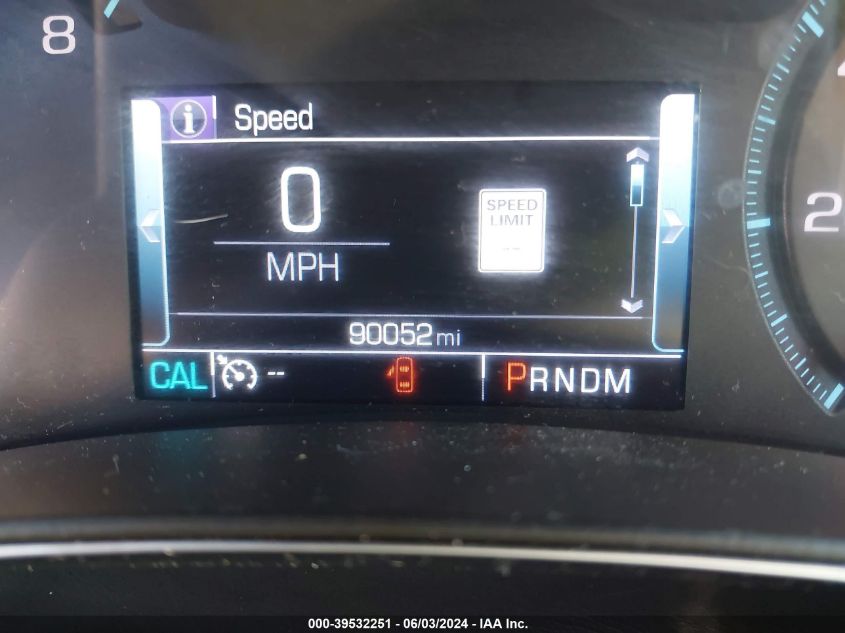 8
i Speed
0
MPH
SPEED
LIMIT
--
2
90052 mi
CAL -- PRNDM
000-39532251 - 06/03/2024 - IAA Inc.